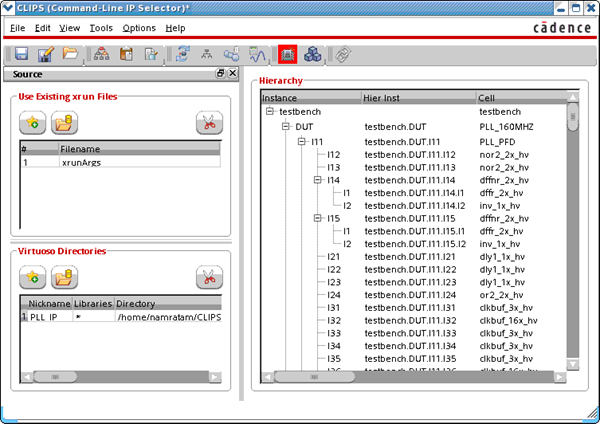 CLIPS (Command-Line IP Selector)*
File Edit View Tools Options Help
cādence
Source
Use Existing xrun Files
# Filename
1 xrunArgs
Virtuoso Directories
Nickname Libraries Directory
1 PLL_IP * /home/namratam/CLIPS
Hierarchy
Instance Hier Inst Cell
testbench testbench
DUT testbench.DUT PLL_160MHZ
I11 testbench.DUT.I11 PLL_PFD
I12 testbench.DUT.I11.I12 nor2_2x_hv
I13 testbench.DUT.I11.I13 nor2_2x_hv
I14 testbench.DUT.I11.I14 dffnr_2x_hv
I1 testbench.DUT.I11.I14.I1 dffr_2x_hv
I2 testbench.DUT.I11.I14.I2 inv_1x_hv
I15 testbench.DUT.I11.I15 dffnr_2x_hv
I1 testbench.DUT.I11.I15.I1 dffr_2x_hv
I2 testbench.DUT.I11.I15.I2 inv_1x_hv
I21 testbench.DUT.I11.I21 dly1_1x_hv
I22 testbench.DUT.I11.I22 dly1_1x_hv
I23 testbench.DUT.I11.I23 dly1_1x_hv
I24 testbench.DUT.I11.I24 or2_2x_hv
I31 testbench.DUT.I11.I31 clkbuf_3x_hv
I32 testbench.DUT.I11.I32 clkbuf_16x_hv
I33 testbench.DUT.I11.I33 clkbuf_3x_hv
I34 testbench.DUT.I11.I34 clkbuf_3x_hv
I35 testbench.DUT.I11.I35 clkbuf_3x_hv
I36 testbench.DUT.I11.I36 clkbuf_16x_hv